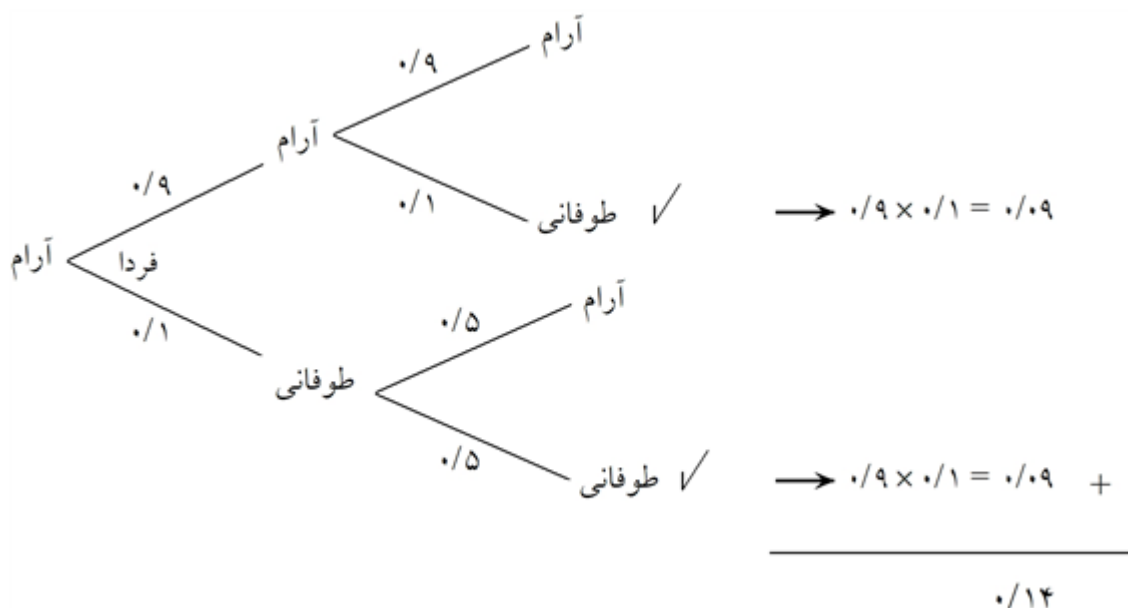 آرام
۰/۹
آرام
۰/۹
۰/۱
طوفانی ✓ ⟶ ۰/۹ × ۰/۱ = ۰/۰۹
آرام
فردا
۰/۱
آرام
۰/۵
طوفانی
۰/۵
طوفانی ✓ ⟶ ۰/۹ × ۰/۱ = ۰/۰۹ +
۰/۱۴